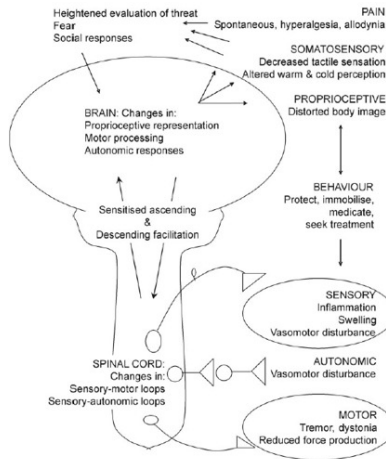 Heightened evaluation of threat
Fear
Social responses
PAIN
Spontaneous, hyperalgesia, allodynia
SOMATOSENSORY
Decreased tactile sensation
Altered warm & cold perception
PROPRIOCEPTIVE
Distorted body image
BRAIN: Changes in:
Proprioceptive representation
Motor processing
Autonomic responses
BEHAVIOUR
Protect, immobilise,
medicate,
seek treatment
Sensitised ascending
&
Descending facilitation
SENSORY
Inflammation
Swelling
Vasomotor disturbance
SPINAL CORD:
Changes in:
Sensory-motor loops
Sensory-autonomic loops
AUTONOMIC
Vasomotor disturbance
MOTOR
Tremor, dystonia
Reduced force production